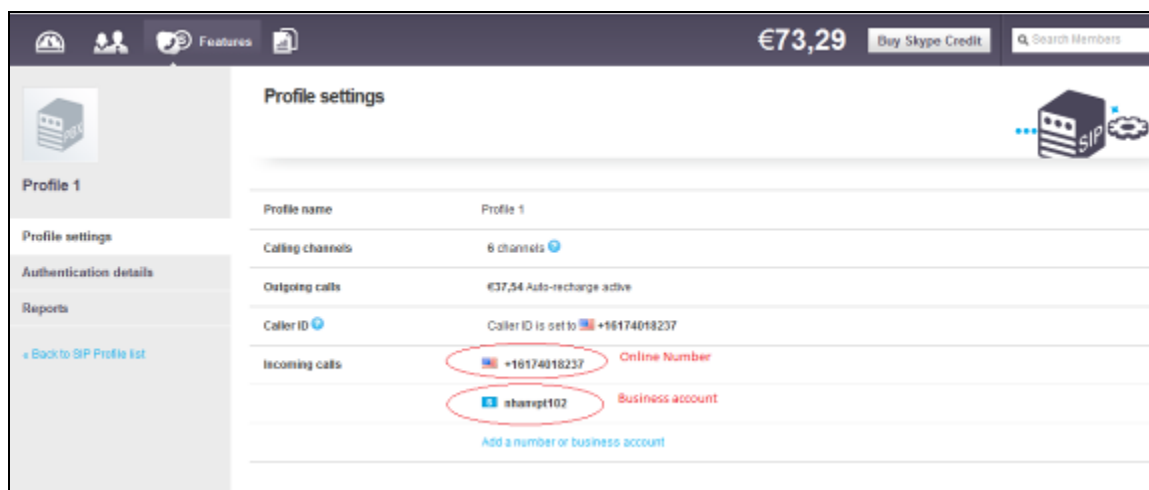 Features
€73,29
Buy Skype Credit
Search Members
PBX
Profile settings
SIP
Profile 1
Profile name
Profile 1
Profile settings
Calling channels
6 channels ?
Authentication details
Outgoing calls
€37,54 Auto-recharge active
Reports
Caller ID ?
Caller ID is set to +16174018237
« Back to SIP Profile list
Incoming calls
+16174018237
Online Number
Business account
Add a number or business account